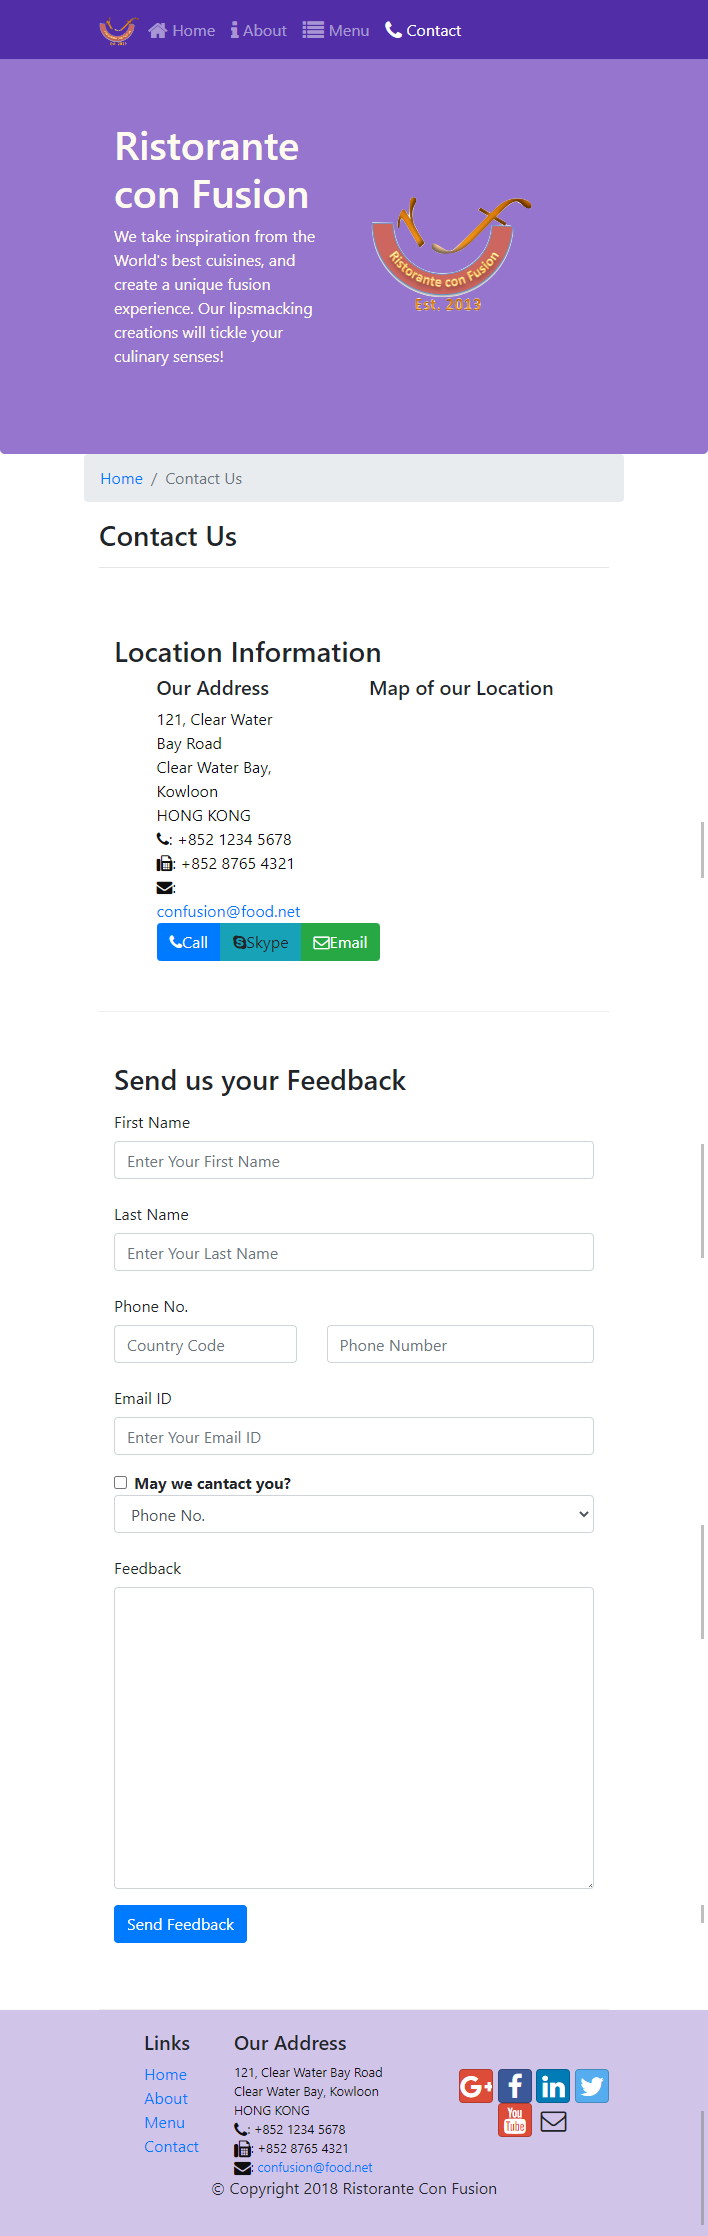 Home About Menu Contact
Ristorante
con Fusion
We take inspiration from the
World's best cuisines, and
create a unique fusion
experience. Our lipsmacking
creations will tickle your
culinary senses!
Ristorante con Fusion
Est. 2013
Home / Contact Us
Contact Us
Location Information
Our Address
121, Clear Water
Bay Road
Clear Water Bay,
Kowloon
HONG KONG
: +852 1234 5678
: +852 8765 4321
:
confusion@food.net
Call Skype Email
Map of our Location
Send us your Feedback
First Name
Enter Your First Name
Last Name
Enter Your Last Name
Phone No.
Country Code Phone Number
Email ID
Enter Your Email ID
May we cantact you?
Phone No.
Feedback
Send Feedback
Links
Home
About
Menu
Contact
Our Address
121, Clear Water Bay Road
Clear Water Bay, Kowloon
HONG KONG
: +852 1234 5678
: +852 8765 4321
: confusion@food.net
G+ f in
You Tube
© Copyright 2018 Ristorante Con Fusion